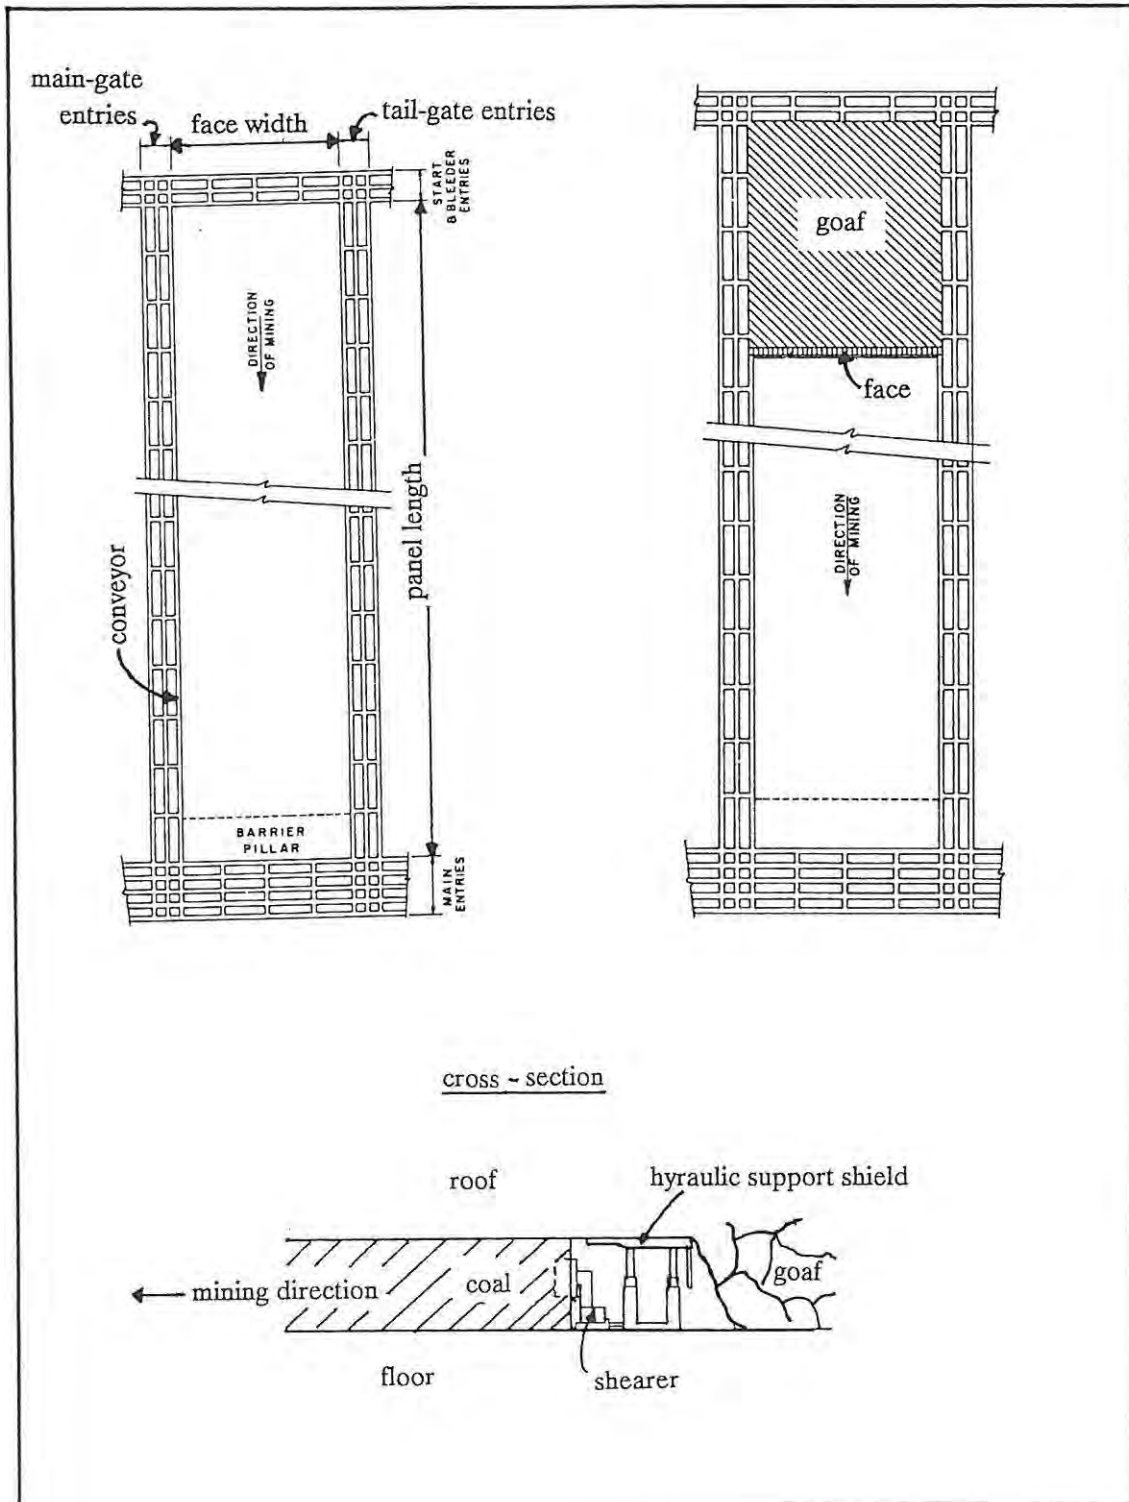 main-gate
entries
face width
tail-gate entries
START
& BLEEDER
ENTRIES
DIRECTION
OF MINING
panel length
conveyor
BARRIER
PILLAR
MAIN
ENTRIES
goaf
face
DIRECTION
OF MINING
cross - section
roof
hyraulic support shield
mining direction
coal
goaf
floor
shearer